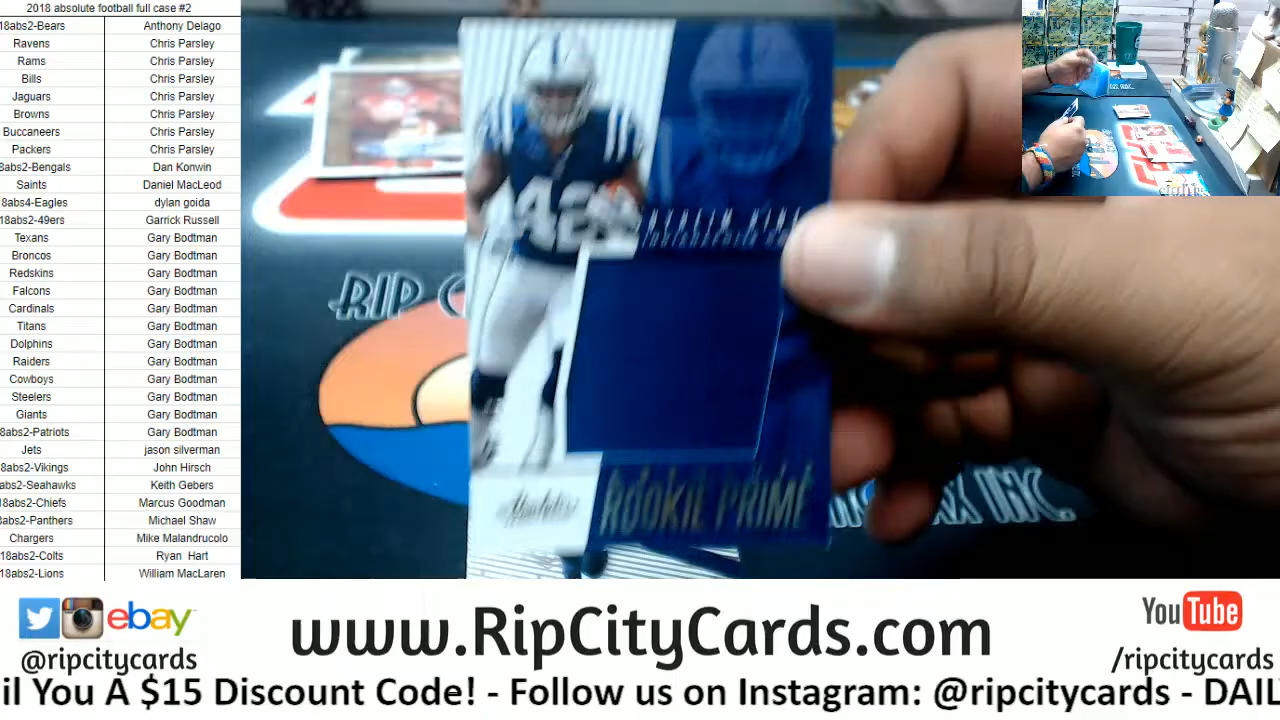 2018 absolute football full case #2
18abs2-Bears Anthony Delago
Ravens Chris Parsley
Rams Chris Parsley
Bills Chris Parsley
Jaguars Chris Parsley
Browns Chris Parsley
Buccaneers Chris Parsley
Packers Chris Parsley
8abs2-Bengals Dan Konwin
Saints Daniel MacLeod
8abs4-Eagles dylan goida
18abs2-49ers Garrick Russell
Texans Gary Bodtman
Broncos Gary Bodtman
Redskins Gary Bodtman
Falcons Gary Bodtman
Cardinals Gary Bodtman
Titans Gary Bodtman
Dolphins Gary Bodtman
Raiders Gary Bodtman
Cowboys Gary Bodtman
Steelers Gary Bodtman
Giants Gary Bodtman
8abs2-Patriots Gary Bodtman
Jets jason silverman
8abs2-Vikings John Hirsch
abs2-Seahawks Keith Gebers
18abs2-Chiefs Marcus Goodman
8abs2-Panthers Michael Shaw
Chargers Mike Malandrucolo
18abs2-Colts Ryan Hart
18abs2-Lions William MacLaren
42
Absolute
ROOKIE PRIME
RIP C
ebay
@ripcitycards
www.RipCityCards.com
YouTube
/ripcitycards
il You A $15 Discount Code! - Follow us on Instagram: @ripcitycards - DAIL